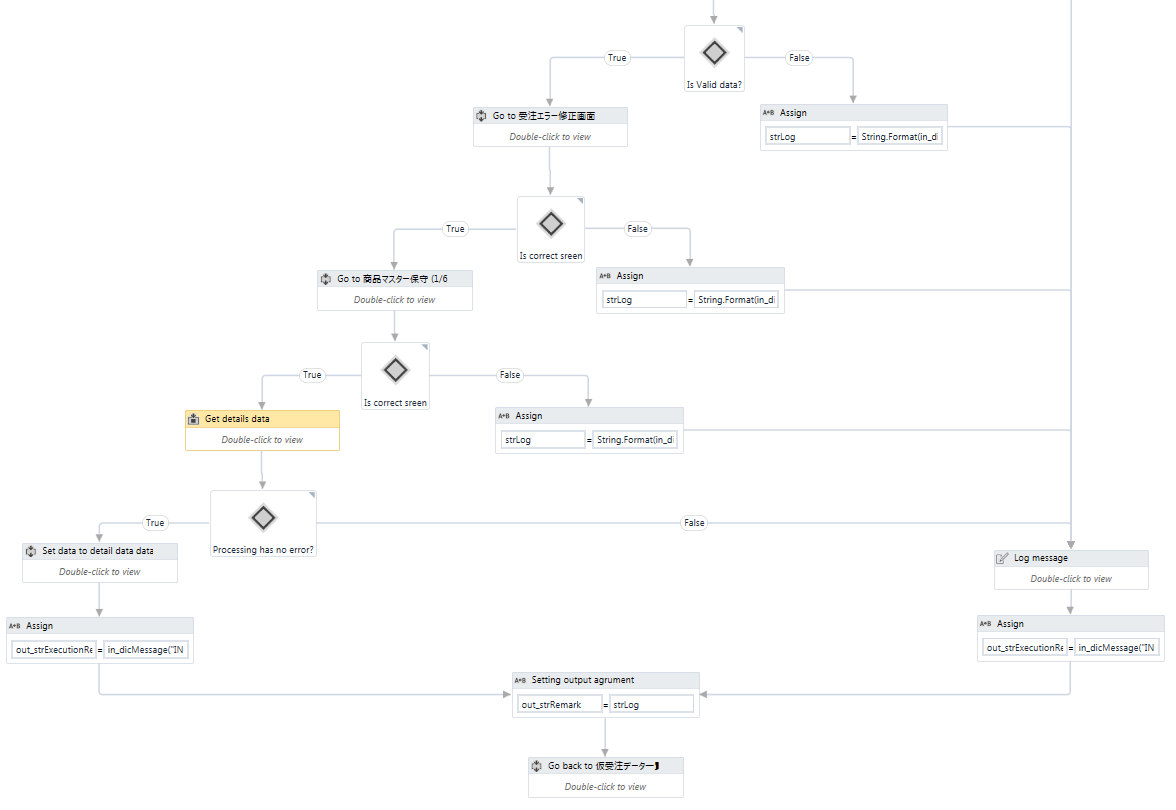 True
False
Is Valid data?
Go to 受注エラー修正画面
Double-click to view
A+B Assign
strLog = String.Format(in_di
True
False
Is correct sreen
Go to 商品マスター保守 (1/6
Double-click to view
A+B Assign
strLog = String.Format(in_di
True
False
Is correct sreen
Get details data
Double-click to view
A+B Assign
strLog = String.Format(in_di
True
False
Processing has no error?
Set data to detail data data
Double-click to view
Log message
Double-click to view
A+B Assign
out_strExecutionRe = in_dicMessage("IN
A+B Assign
out_strExecutionRe = in_dicMessage("IN
A+B Setting output agrument
out_strRemark = strLog
Go back to 仮受注データー
Double-click to view